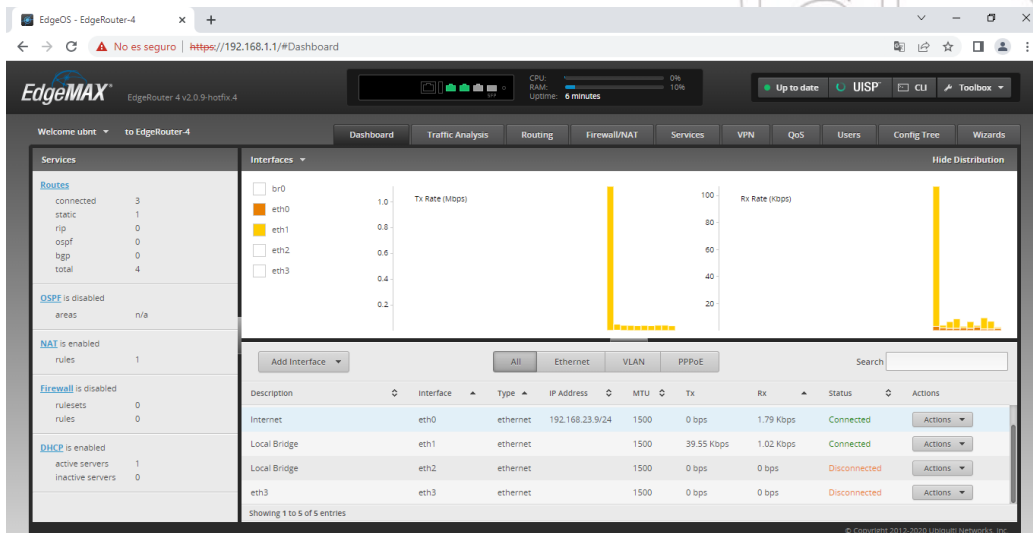 EdgeOS - EdgeRouter-4
No es seguro | https://192.168.1.1/#Dashboard
EdgeMAX EdgeRouter 4 v2.0.9-hotfix.4
CPU: 0%
RAM: 10%
Uptime: 6 minutes
Up to date UISP CLI Toolbox
Welcome ubnt to EdgeRouter-4
Dashboard Traffic Analysis Routing Firewall/NAT Services VPN QoS Users Config Tree Wizards
Services
Routes
connected 3
static 1
rip 0
ospf 0
bgp 0
total 4
OSPF is disabled
areas n/a
NAT is enabled
rules 1
Firewall is disabled
rulesets 0
rules 0
DHCP is enabled
active servers 1
inactive servers 0
Interfaces Hide Distribution
br0
eth0
eth1
eth2
eth3
Tx Rate (Mbps)
1.0
0.8
0.6
0.4
0.2
Rx Rate (Kbps)
100
80
60
40
20
Add Interface All Ethernet VLAN PPPoE Search
Description Interface Type IP Address MTU Tx Rx Status Actions
Internet eth0 ethernet 192.168.23.9/24 1500 0 bps 1.79 Kbps Connected Actions
Local Bridge eth1 ethernet 1500 39.55 Kbps 1.02 Kbps Connected Actions
Local Bridge eth2 ethernet 1500 0 bps 0 bps Disconnected Actions
eth3 eth3 ethernet 1500 0 bps 0 bps Disconnected Actions
Showing 1 to 5 of 5 entries
© Copyright 2012-2020 Ubiquiti Networks, Inc.